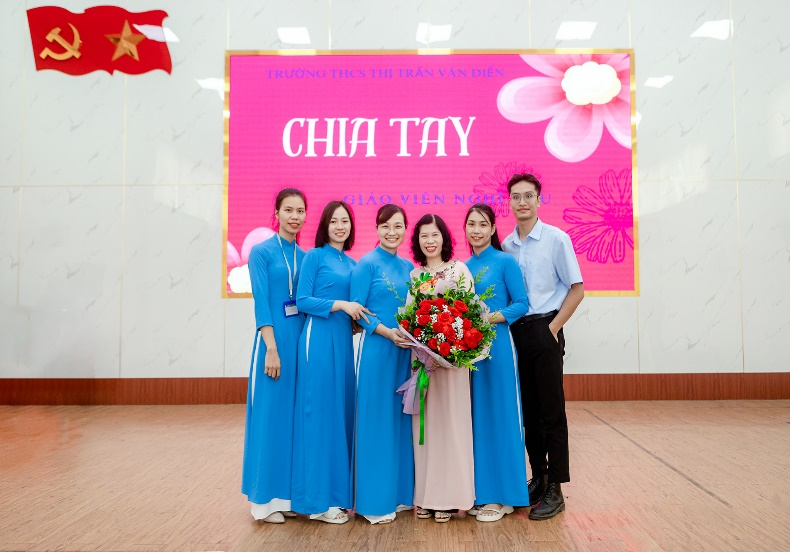 TRƯỜNG THCS THỊ TRẤN VĂN ĐIỂN
CHIA TAY
GIÁO VIÊN